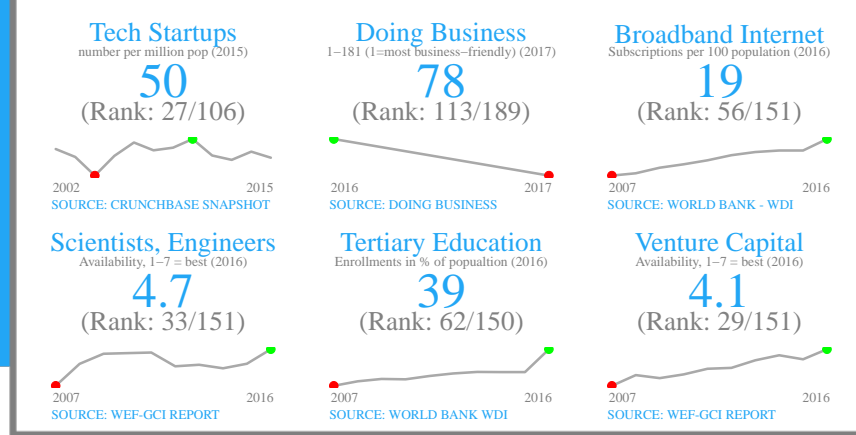 Tech Startups
number per million pop (2015)
50
(Rank: 27/106)
2002 2015
SOURCE: CRUNCHBASE SNAPSHOT
Doing Business
1−181 (1=most business−friendly) (2017)
78
(Rank: 113/189)
2016 2017
SOURCE: DOING BUSINESS
Broadband Internet
Subscriptions per 100 population (2016)
19
(Rank: 56/151)
2007 2016
SOURCE: WORLD BANK - WDI
Scientists, Engineers
Availability, 1−7 = best (2016)
4.7
(Rank: 33/151)
2007 2016
SOURCE: WEF-GCI REPORT
Tertiary Education
Enrollments in % of popualtion (2016)
39
(Rank: 62/150)
2007 2016
SOURCE: WORLD BANK WDI
Venture Capital
Availability, 1−7 = best (2016)
4.1
(Rank: 29/151)
2007 2016
SOURCE: WEF-GCI REPORT